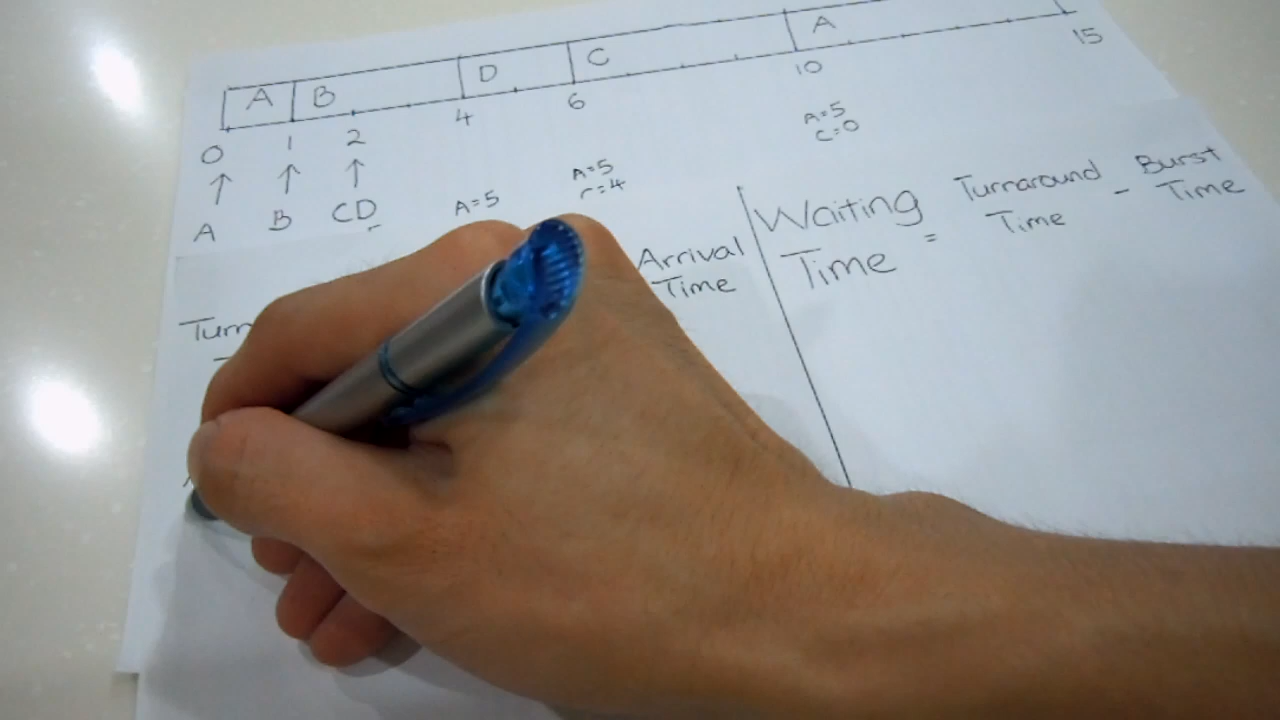 A B D C A
0 1 2 4 6 10 15
A B CD
A=5
A=5
A=5
C=0
Arrival
Time
Waiting
Time
=
Turnaround
Time
-
Burst
Time